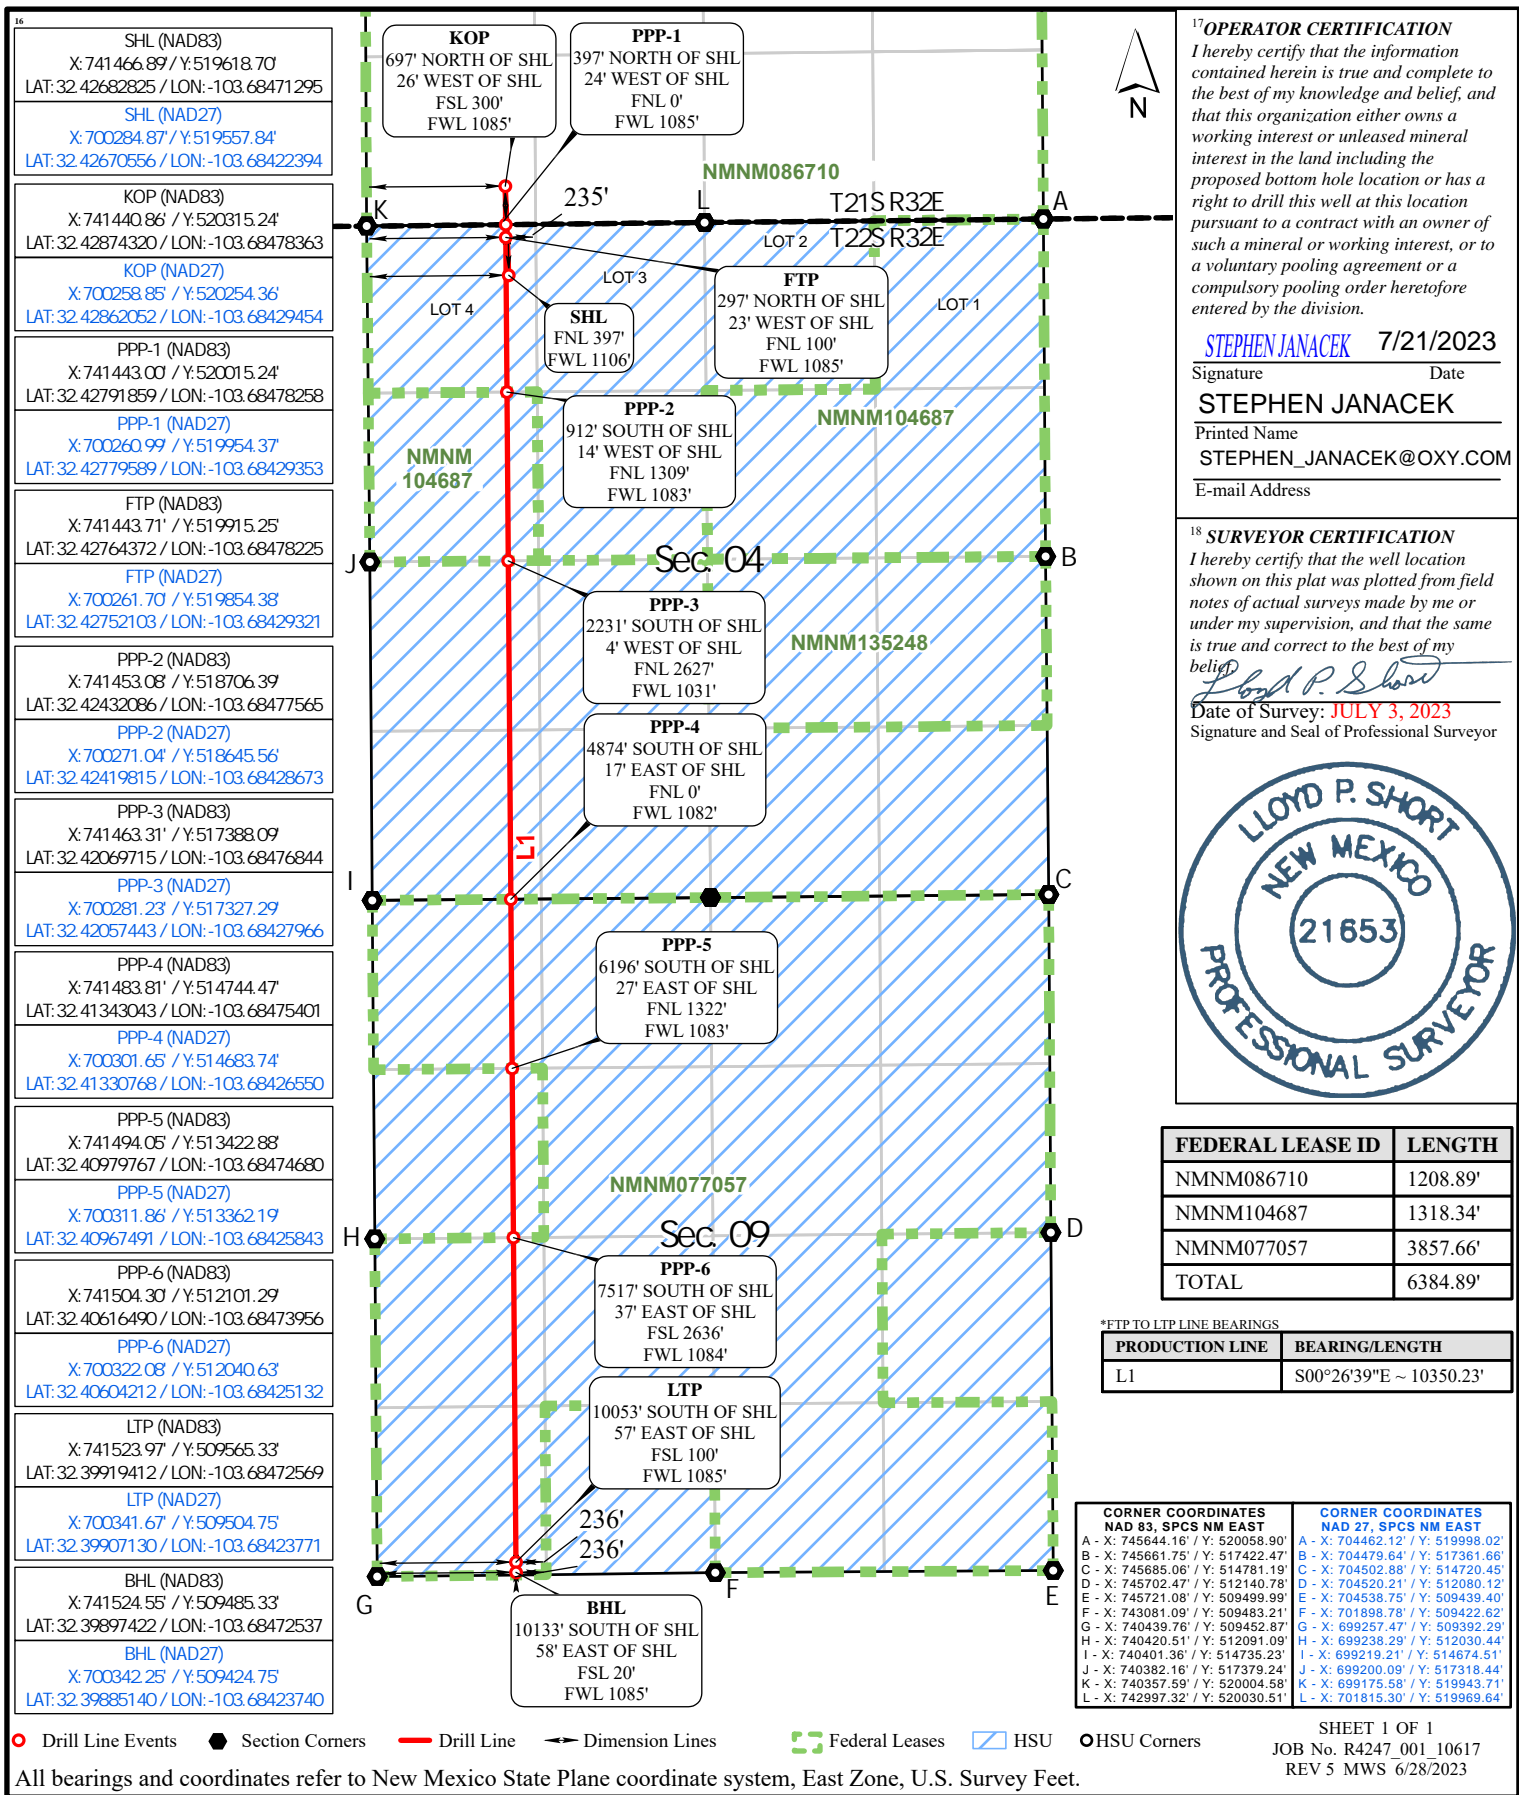 16
SHL (NAD83)
X: 741466.89' / Y: 519618.70'
LAT: 32.42682825 / LON: -103.68471295
SHL (NAD27)
X: 700284.87' / Y: 519557.84'
LAT: 32.42670556 / LON: -103.68422394
KOP (NAD83)
X: 741440.86' / Y: 520315.24'
LAT: 32.42874320 / LON: -103.68478363
KOP (NAD27)
X: 700258.85' / Y: 520254.36'
LAT: 32.42862052 / LON: -103.68429454
PPP-1 (NAD83)
X: 741443.00' / Y: 520015.24'
LAT: 32.42791859 / LON: -103.68478258
PPP-1 (NAD27)
X: 700260.99' / Y: 519954.37'
LAT: 32.42779589 / LON: -103.68429353
FTP (NAD83)
X: 741443.71' / Y: 519915.25'
LAT: 32.42764372 / LON: -103.68478225
FTP (NAD27)
X: 700261.70' / Y: 519854.38'
LAT: 32.42752103 / LON: -103.68429321
PPP-2 (NAD83)
X: 741453.08' / Y: 518706.39'
LAT: 32.42432086 / LON: -103.68477565
PPP-2 (NAD27)
X: 700271.04' / Y: 518645.56'
LAT: 32.42419815 / LON: -103.68428673
PPP-3 (NAD83)
X: 741463.31' / Y: 517388.09'
LAT: 32.42069715 / LON: -103.68476844
PPP-3 (NAD27)
X: 700281.23' / Y: 517327.29'
LAT: 32.42057443 / LON: -103.68427966
PPP-4 (NAD83)
X: 741483.81' / Y: 514744.47'
LAT: 32.41343043 / LON: -103.68475401
PPP-4 (NAD27)
X: 700301.65' / Y: 514683.74'
LAT: 32.41330768 / LON: -103.68426550
PPP-5 (NAD83)
X: 741494.05' / Y: 513422.88'
LAT: 32.40979767 / LON: -103.68474680
PPP-5 (NAD27)
X: 700311.86' / Y: 513362.19'
LAT: 32.40967491 / LON: -103.68425843
PPP-6 (NAD83)
X: 741504.30' / Y: 512101.29'
LAT: 32.40616490 / LON: -103.68473956
PPP-6 (NAD27)
X: 700322.08' / Y: 512040.63'
LAT: 32.40604212 / LON: -103.68425132
LTP (NAD83)
X: 741523.97' / Y: 509565.33'
LAT: 32.39919412 / LON: -103.68472569
LTP (NAD27)
X: 700341.67' / Y: 509504.75'
LAT: 32.39907130 / LON: -103.68423771
BHL (NAD83)
X: 741524.55' / Y: 509485.33'
LAT: 32.39897422 / LON: -103.68472537
BHL (NAD27)
X: 700342.25' / Y: 509424.75'
LAT: 32.39885140 / LON: -103.68423740
KOP
697' NORTH OF SHL
26' WEST OF SHL
FSL 300'
FWL 1085'
PPP-1
397' NORTH OF SHL
24' WEST OF SHL
FNL 0'
FWL 1085'
N
NMNM086710
235'
K
L
T21S R32E
A
LOT 2
T22S R32E
LOT 3
LOT 4
LOT 1
FTP
297' NORTH OF SHL
23' WEST OF SHL
FNL 100'
FWL 1085'
SHL
FNL 397'
FWL 1106'
PPP-2
912' SOUTH OF SHL
14' WEST OF SHL
FNL 1309'
FWL 1083'
NMNM104687
NMNM
104687
J
Sec. 04
B
PPP-3
2231' SOUTH OF SHL
4' WEST OF SHL
FNL 2627'
FWL 1031'
NMNM135248
PPP-4
4874' SOUTH OF SHL
17' EAST OF SHL
FNL 0'
FWL 1082'
L1
I
C
PPP-5
6196' SOUTH OF SHL
27' EAST OF SHL
FNL 1322'
FWL 1083'
NMNM077057
H
Sec. 09
D
PPP-6
7517' SOUTH OF SHL
37' EAST OF SHL
FSL 2636'
FWL 1084'
LTP
10053' SOUTH OF SHL
57' EAST OF SHL
FSL 100'
FWL 1085'
236'
236'
G
F
E
BHL
10133' SOUTH OF SHL
58' EAST OF SHL
FSL 20'
FWL 1085'
17 OPERATOR CERTIFICATION
I hereby certify that the information
contained herein is true and complete to
the best of my knowledge and belief, and
that this organization either owns a
working interest or unleased mineral
interest in the land including the
proposed bottom hole location or has a
right to drill this well at this location
pursuant to a contract with an owner of
such a mineral or working interest, or to
a voluntary pooling agreement or a
compulsory pooling order heretofore
entered by the division.
STEPHEN JANACEK 7/21/2023
Signature Date
STEPHEN JANACEK
Printed Name
STEPHEN_JANACEK@OXY.COM
E-mail Address
18 SURVEYOR CERTIFICATION
I hereby certify that the well location
shown on this plat was plotted from field
notes of actual surveys made by me or
under my supervision, and that the same
is true and correct to the best of my
belief.
Lloyd P. Short
Date of Survey: JULY 3, 2023
Signature and Seal of Professional Surveyor
LLOYD P. SHORT
NEW MEXICO
21653
PROFESSIONAL SURVEYOR
FEDERAL LEASE ID LENGTH
NMNM086710 1208.89'
NMNM104687 1318.34'
NMNM077057 3857.66'
TOTAL 6384.89'
*FTP TO LTP LINE BEARINGS
PRODUCTION LINE BEARING/LENGTH
L1 S00°26'39"E ~ 10350.23'
CORNER COORDINATES
NAD 83, SPCS NM EAST
A - X: 745644.16' / Y: 520058.90'
B - X: 745661.75' / Y: 517422.47'
C - X: 745685.06' / Y: 514781.19'
D - X: 745702.47' / Y: 512140.78'
E - X: 745721.08' / Y: 509499.99'
F - X: 743081.09' / Y: 509483.21'
G - X: 740439.76' / Y: 509452.87'
H - X: 740420.51' / Y: 512091.09'
I - X: 740401.36' / Y: 514735.23'
J - X: 740382.16' / Y: 517379.24'
K - X: 740357.59' / Y: 520004.58'
L - X: 742997.32' / Y: 520030.51'
CORNER COORDINATES
NAD 27, SPCS NM EAST
A - X: 704462.12' / Y: 519998.02'
B - X: 704479.64' / Y: 517361.66'
C - X: 704502.88' / Y: 514720.45'
D - X: 704520.21' / Y: 512080.12'
E - X: 704538.75' / Y: 509439.40'
F - X: 701898.78' / Y: 509422.62'
G - X: 699257.47' / Y: 509392.29'
H - X: 699238.29' / Y: 512030.44'
I - X: 699219.21' / Y: 514674.51'
J - X: 699200.09' / Y: 517318.44'
K - X: 699175.58' / Y: 519943.71'
L - X: 701815.30' / Y: 519969.64'
Drill Line Events Section Corners Drill Line Dimension Lines Federal Leases HSU HSU Corners
SHEET 1 OF 1
JOB No. R4247_001_10617
REV 5 MWS 6/28/2023
All bearings and coordinates refer to New Mexico State Plane coordinate system, East Zone, U.S. Survey Feet.